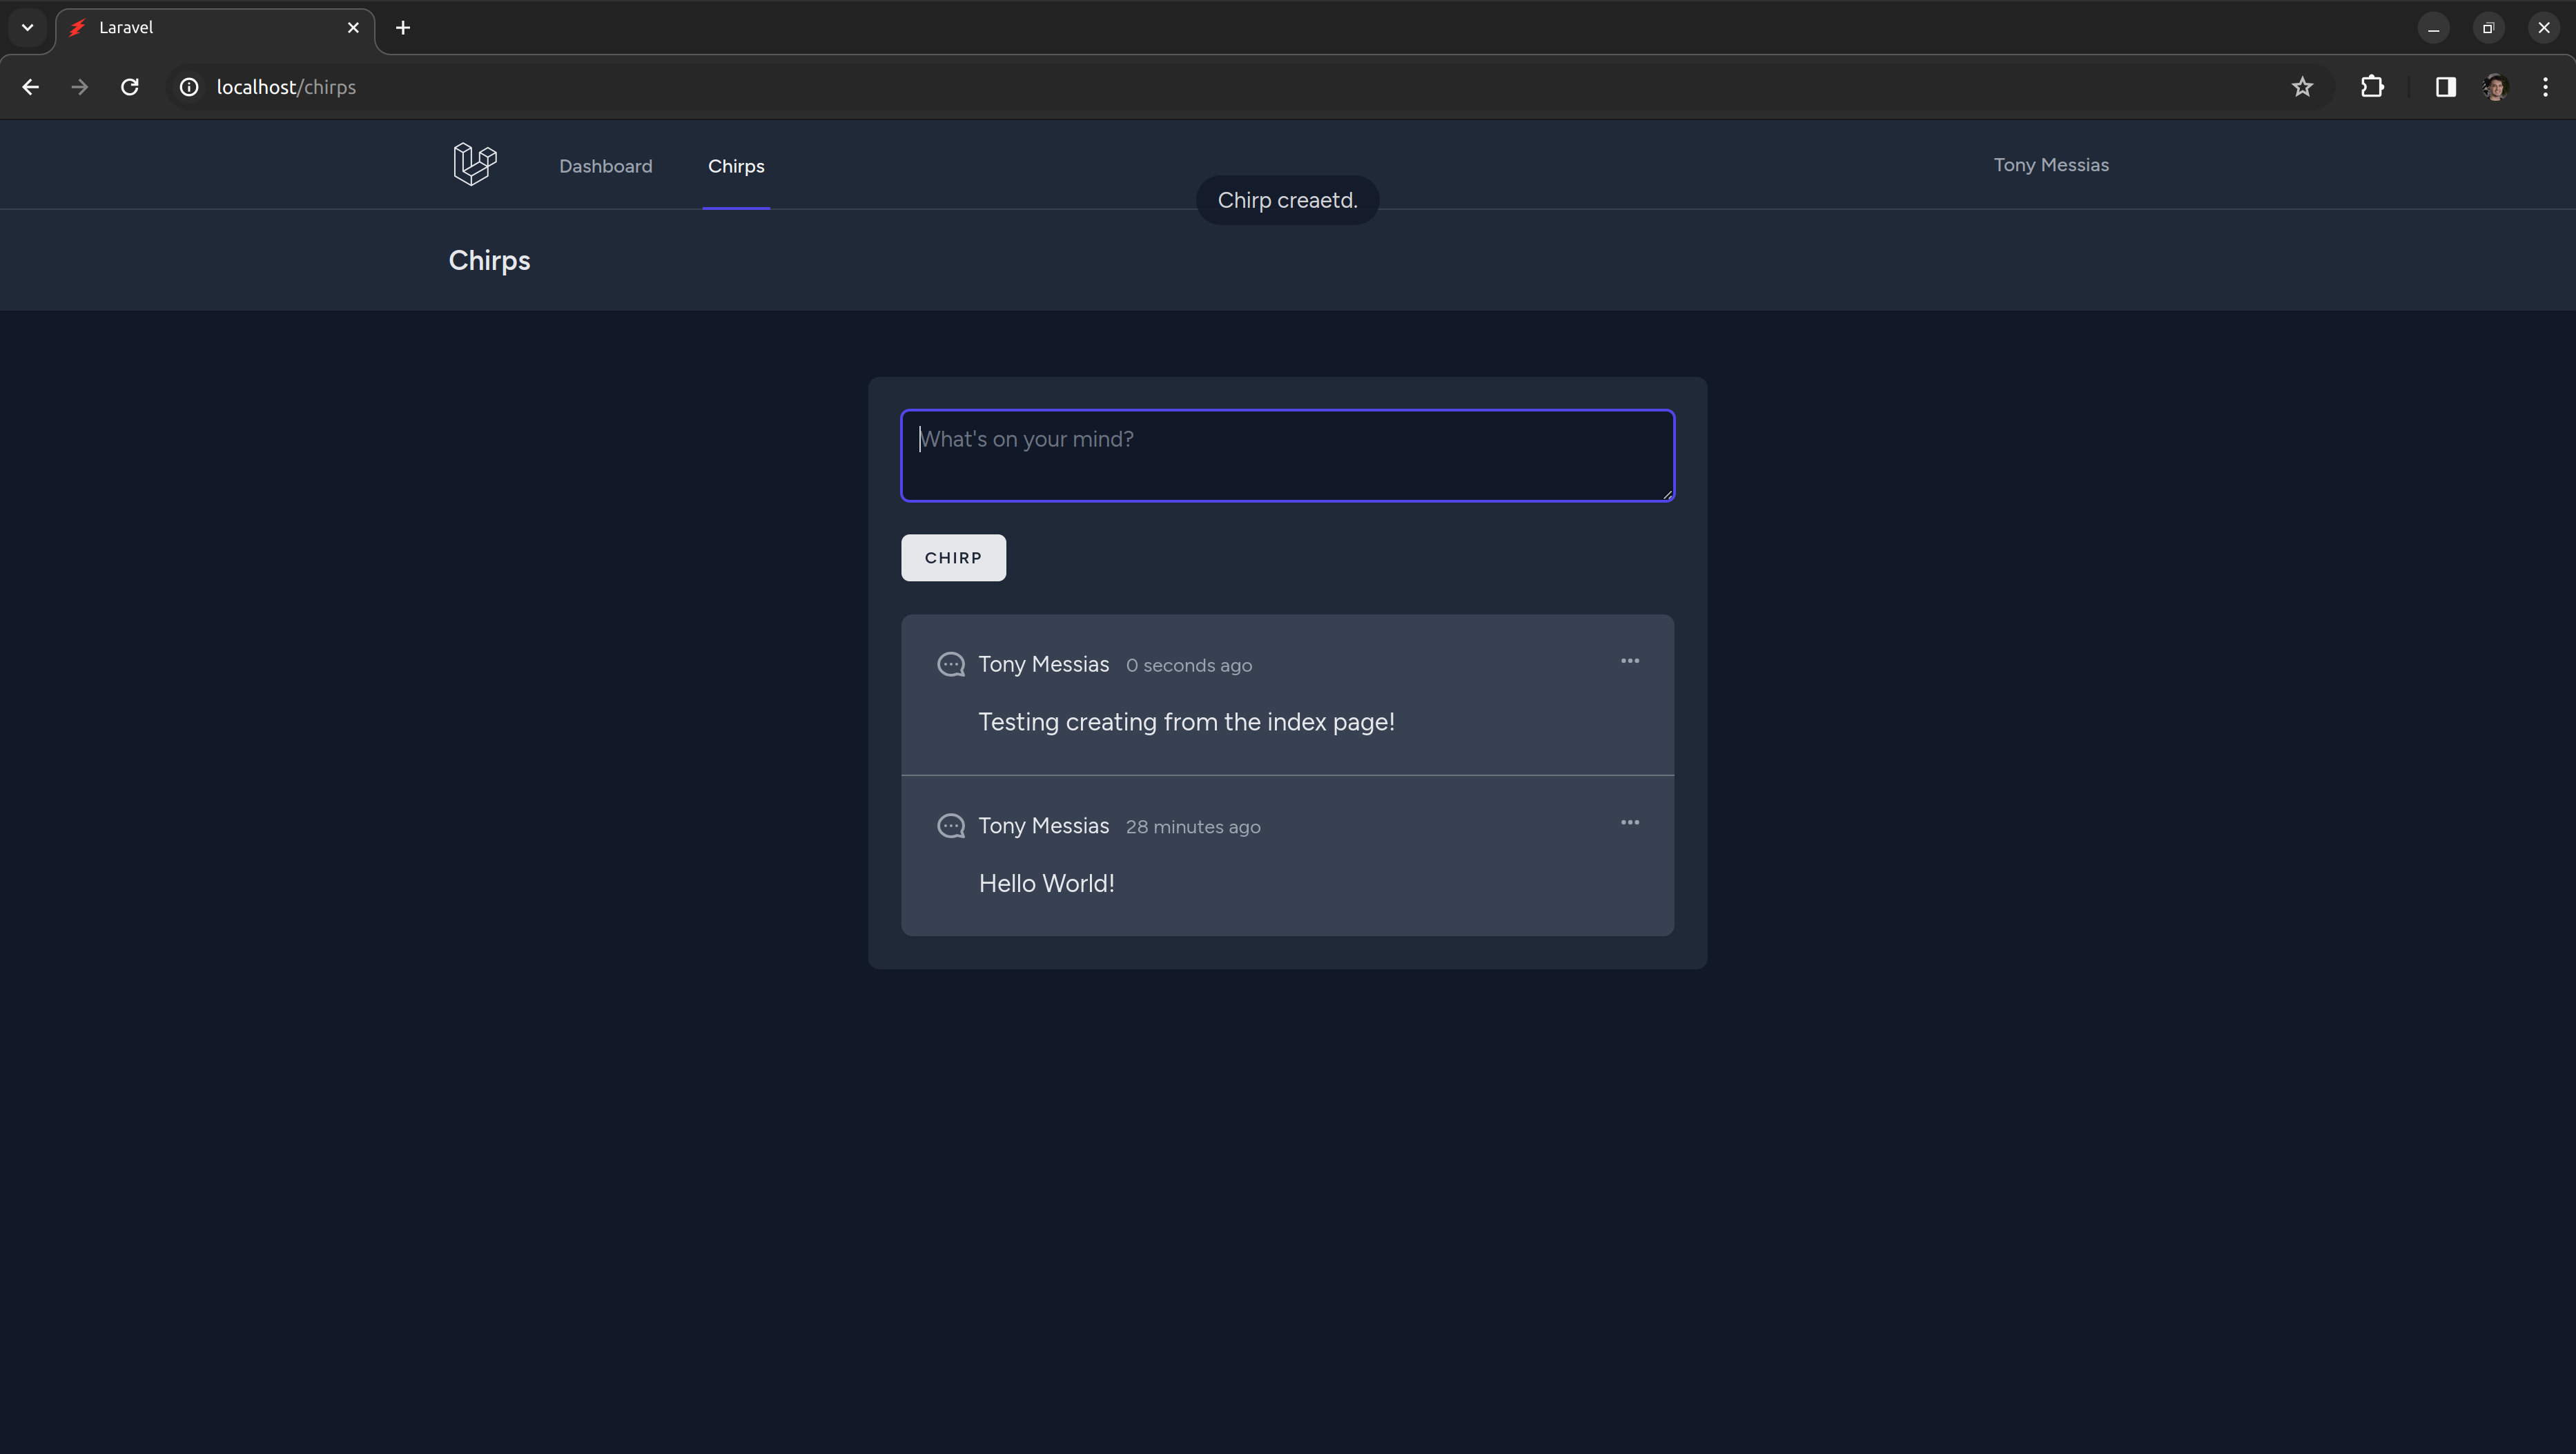 Laravel
localhost/chirps
Dashboard
Chirps
Tony Messias
Chirp creaetd.
Chirps
What's on your mind?
CHIRP
Tony Messias 0 seconds ago
Testing creating from the index page!
Tony Messias 28 minutes ago
Hello World!